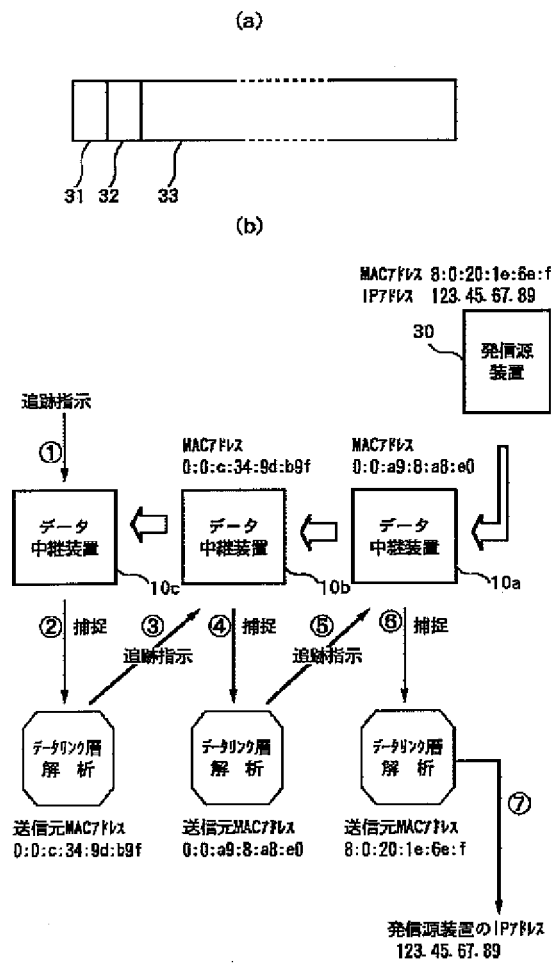 (a)
31 32 33
(b)
MACアドレス 8:0:20:1e:6e:f
IPアドレス 123.45.67.89
30
発信源
装置
追跡指示
①
MACアドレス
0:0:c:34:9d:b9f
MACアドレス
0:0:a9:8:a8:e0
データ
中継装置
10c
データ
中継装置
10b
データ
中継装置
10a
② 捕捉
③
追跡指示
④ 捕捉
⑤
追跡指示
⑥ 捕捉
データリンク層
解析
データリンク層
解析
データリンク層
解析
⑦
送信元MACアドレス
0:0:c:34:9d:b9f
送信元MACアドレス
0:0:a9:8:a8:e0
送信元MACアドレス
8:0:20:1e:6e:f
発信源装置のIPアドレス
123.45.67.89